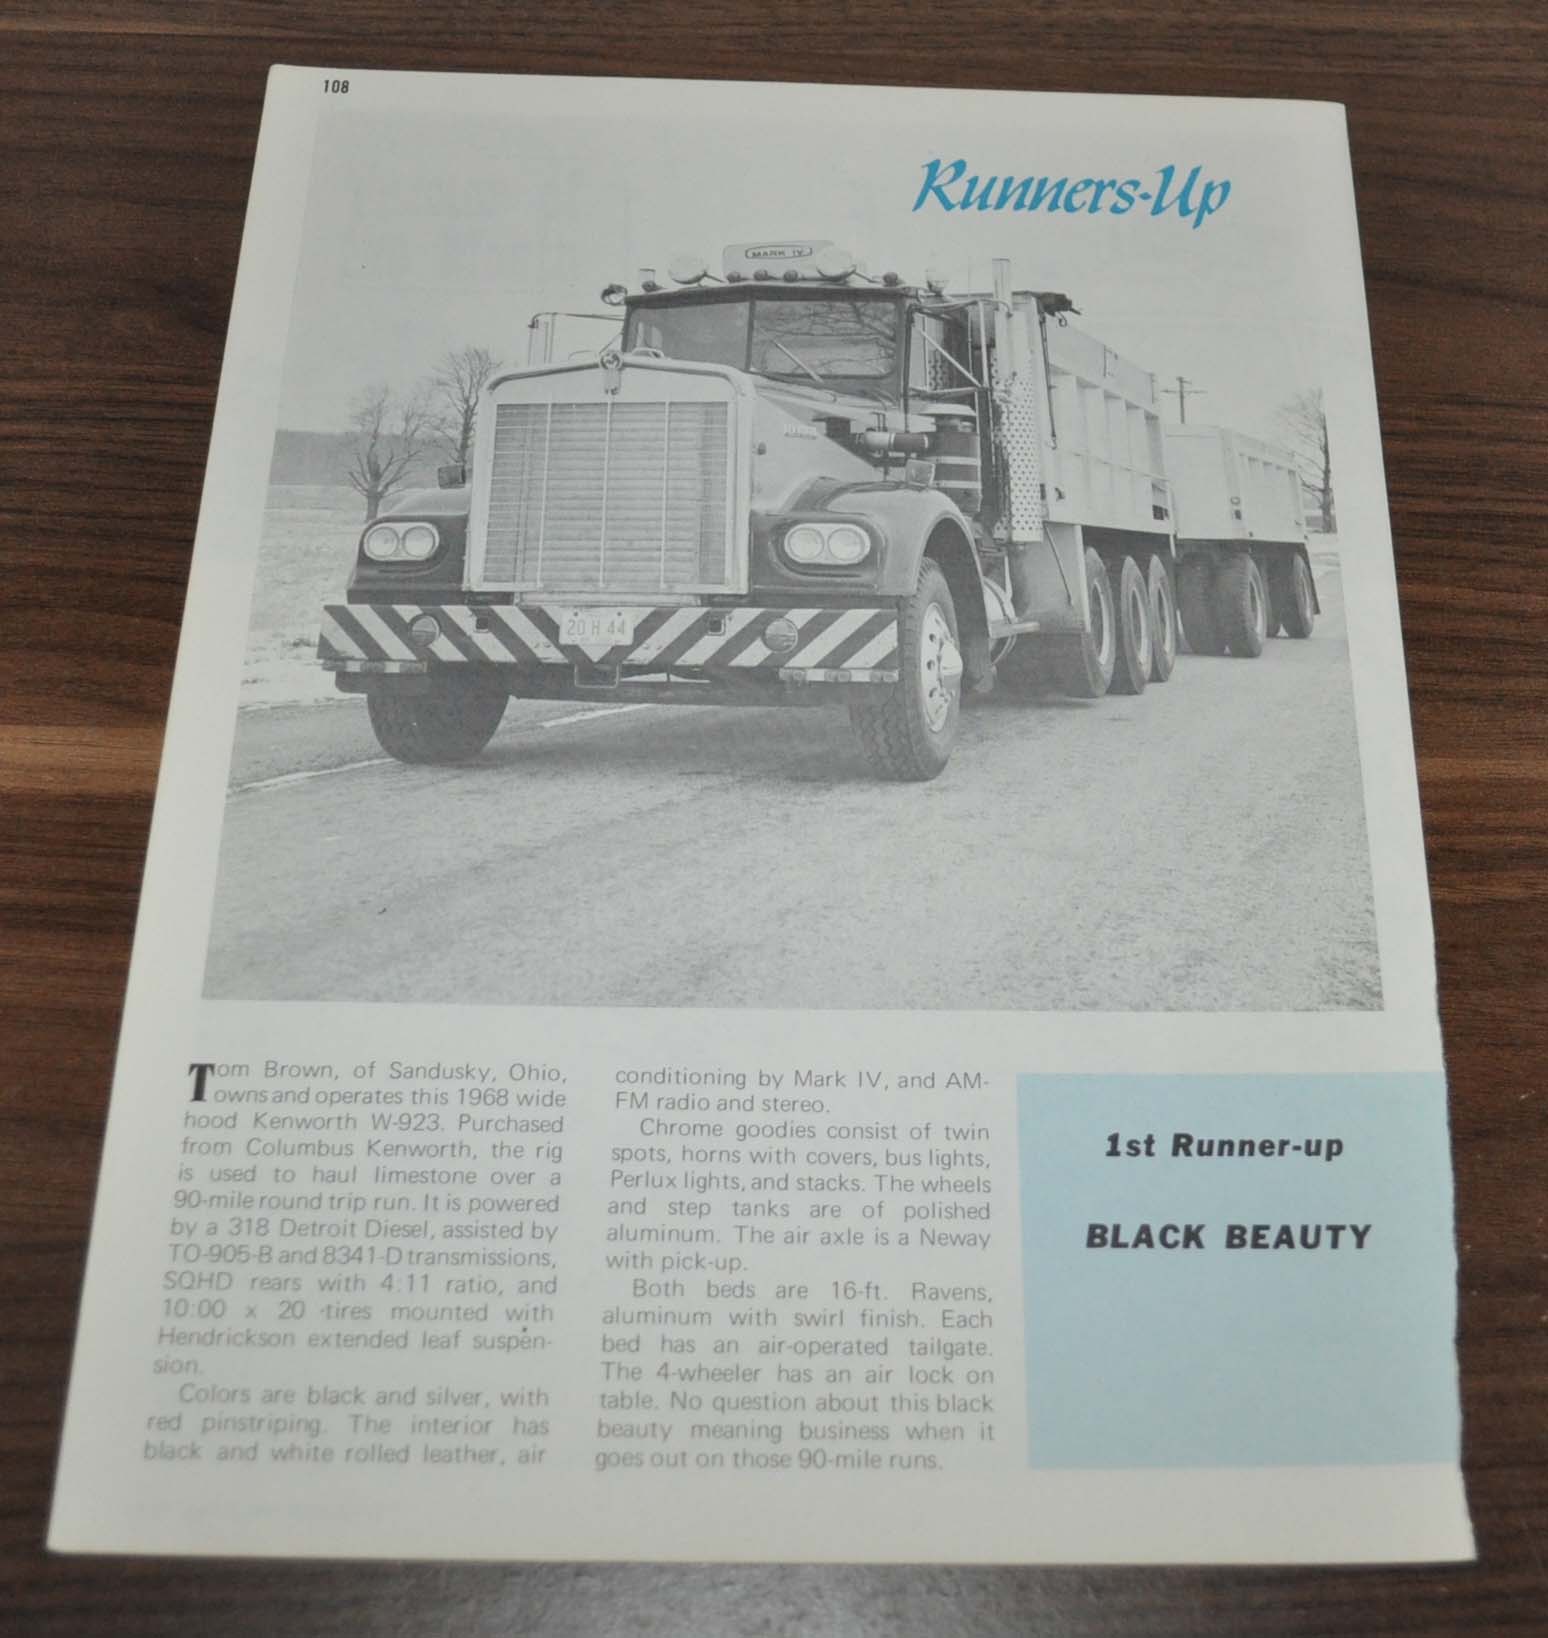 108
Runners-Up
MARK IV
20 H 44
Tom Brown, of Sandusky, Ohio,
owns and operates this 1968 wide
hood Kenworth W-923. Purchased
from Columbus Kenworth, the rig
is used to haul limestone over a
90-mile round trip run. It is powered
by a 318 Detroit Diesel, assisted by
TO-905-B and 8341-D transmissions,
SQHD rears with 4:11 ratio, and
10:00 x 20 tires mounted with
Hendrickson extended leaf suspen-
sion.
Colors are black and silver, with
red pinstriping. The interior has
black and white rolled leather, air
conditioning by Mark IV, and AM-
FM radio and stereo.
Chrome goodies consist of twin
spots, horns with covers, bus lights,
Perlux lights, and stacks. The wheels
and step tanks are of polished
aluminum. The air axle is a Neway
with pick-up.
Both beds are 16-ft. Ravens,
aluminum with swirl finish. Each
bed has an air-operated tailgate.
The 4-wheeler has an air lock on
table. No question about this black
beauty meaning business when it
goes out on those 90-mile runs.
1st Runner-up
BLACK BEAUTY